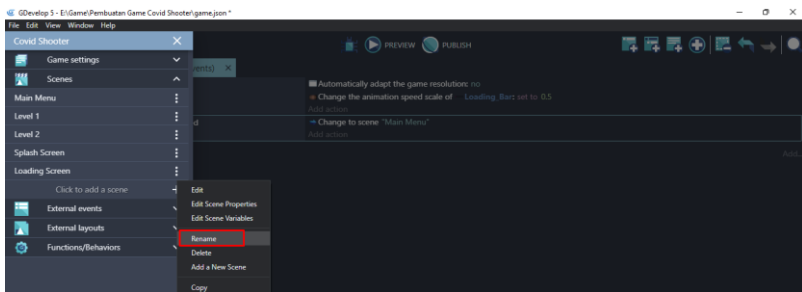 GDevelop 5 - E:\Game\Pembuatan Game Covid Shooter\game.json *
File Edit View Window Help
Covid Shooter
PREVIEW PUBLISH
Game settings
ents)
Scenes
Automatically adapt the game resolution: no
Main Menu
Change the animation speed scale of Loading_Bar: set to 0.5
Add action
Level 1
d
Change to scene "Main Menu"
Level 2
Add action
Splash Screen
Add...
Loading Screen
Click to add a scene
Edit
External events
Edit Scene Properties
Edit Scene Variables
External layouts
Rename
Functions/Behaviors
Delete
Add a New Scene
Copy